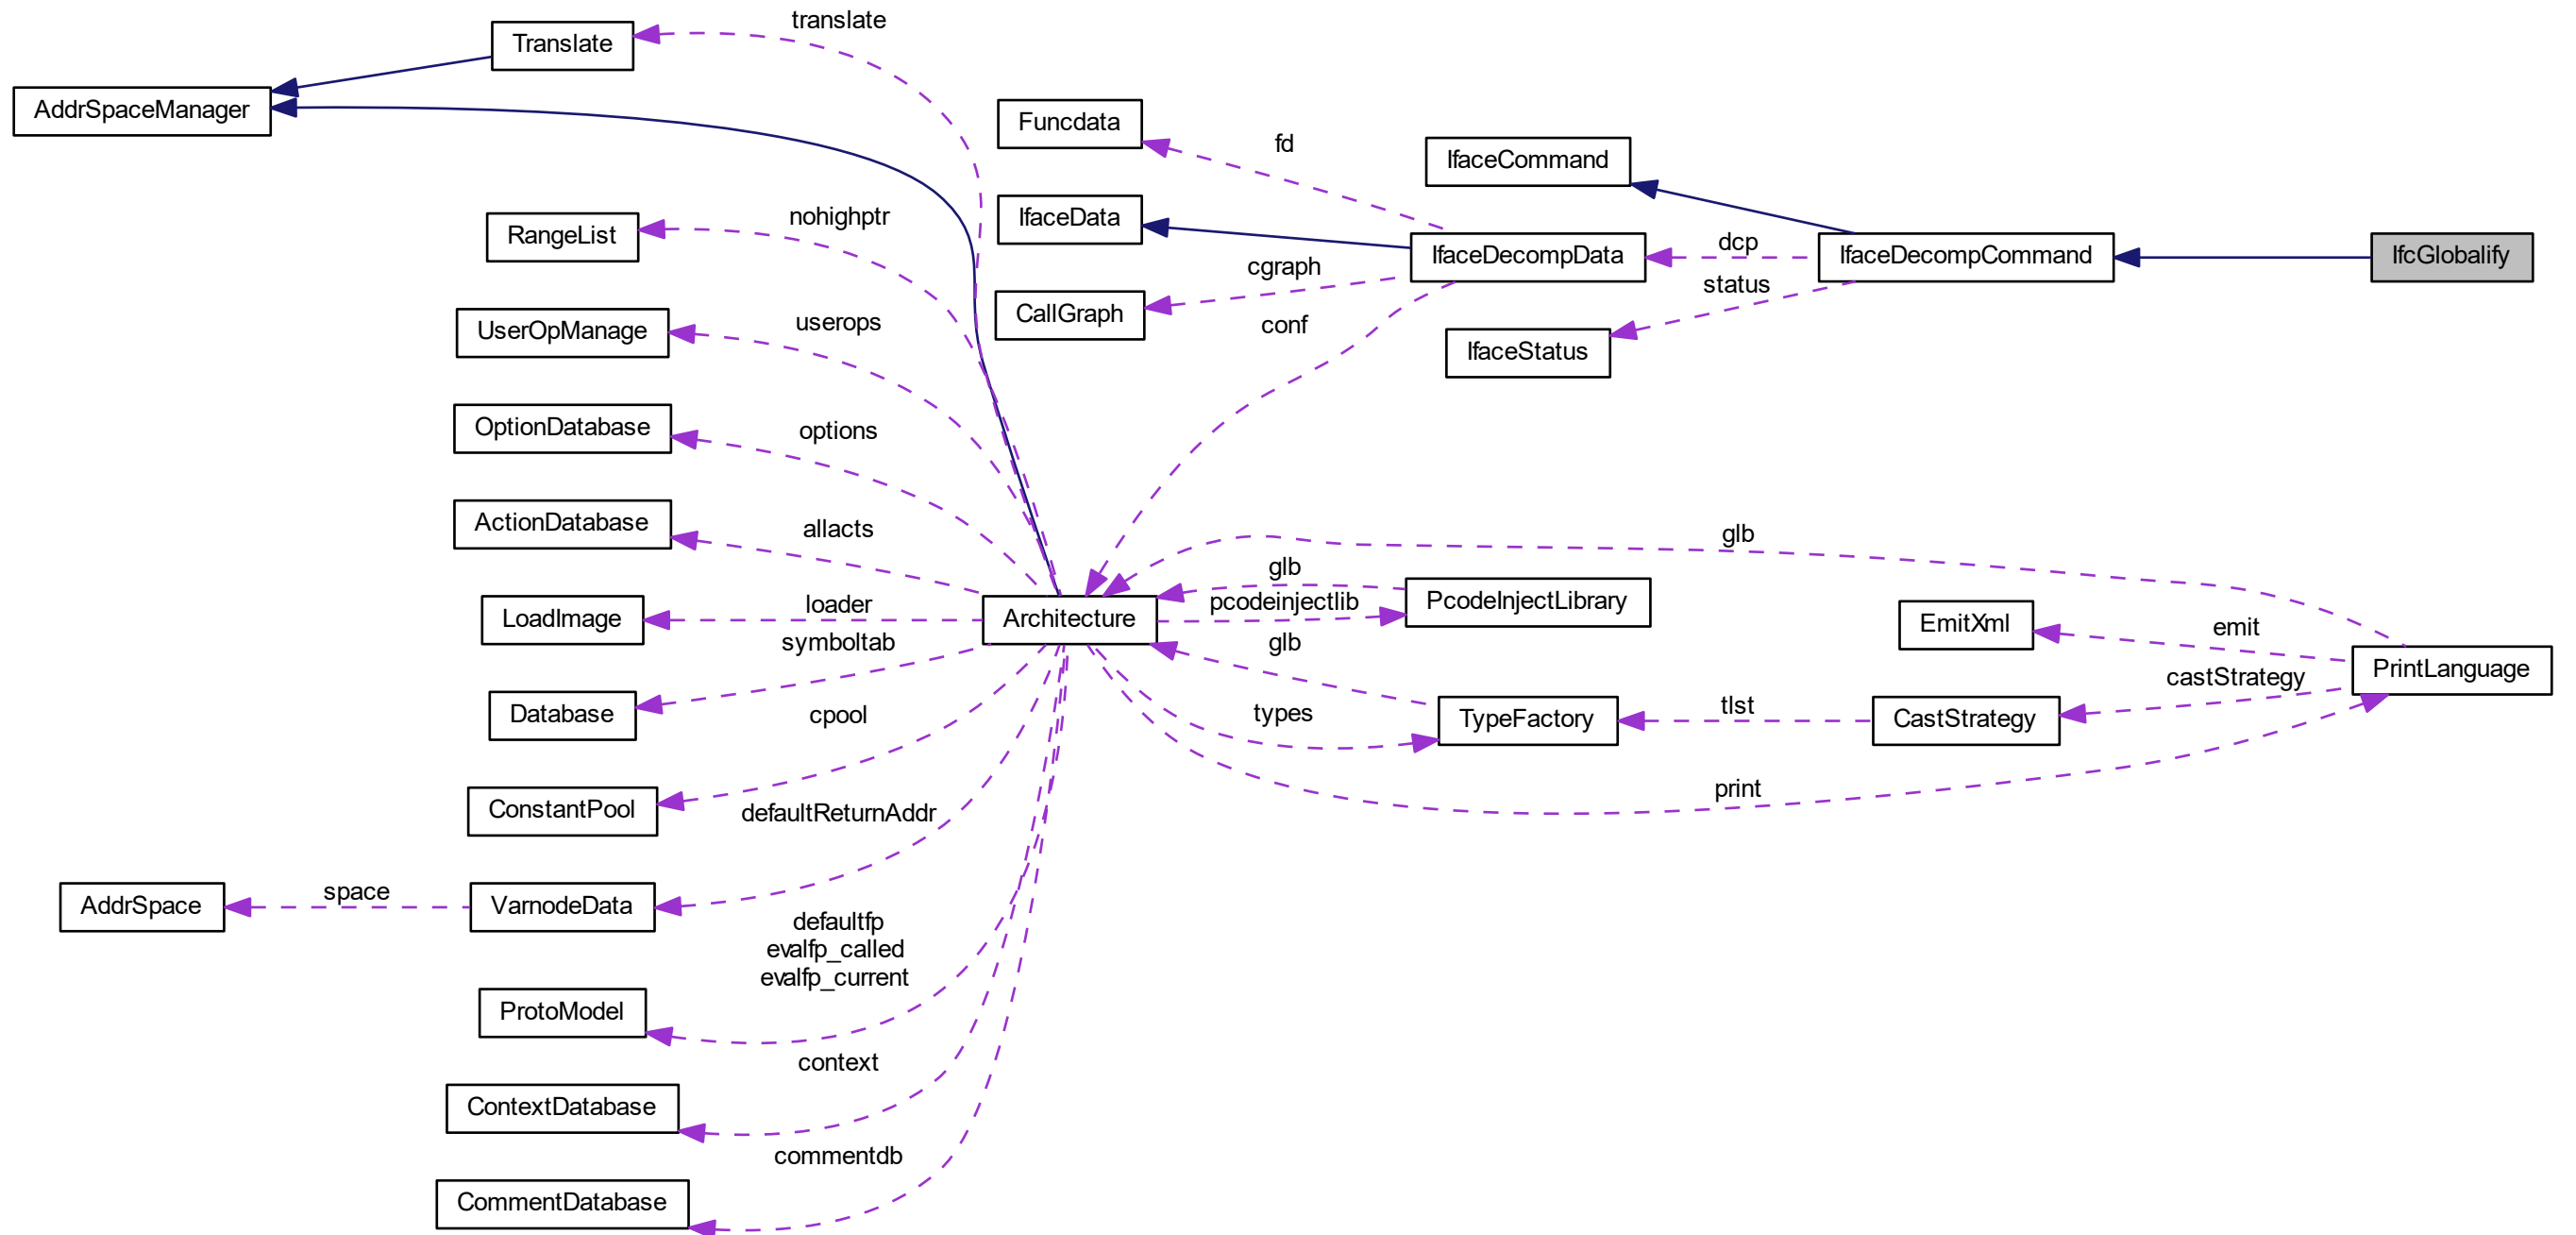 translate
Translate
AddrSpaceManager
Funcdata
fd
IfaceCommand
nohighptr
RangeList
IfaceData
IfaceDecompData
dcp
IfaceDecompCommand
IfcGlobalify
cgraph
status
CallGraph
conf
IfaceStatus
userops
UserOpManage
options
OptionDatabase
allacts
ActionDatabase
glb
glb
loader
pcodeinjectlib
PcodeInjectLibrary
LoadImage
Architecture
EmitXml
emit
symboltab
glb
PrintLanguage
castStrategy
Database
cpool
types
TypeFactory
tlst
CastStrategy
print
ConstantPool
defaultReturnAddr
AddrSpace
space
VarnodeData
defaultfp
evalfp_called
evalfp_current
ProtoModel
context
ContextDatabase
commentdb
CommentDatabase